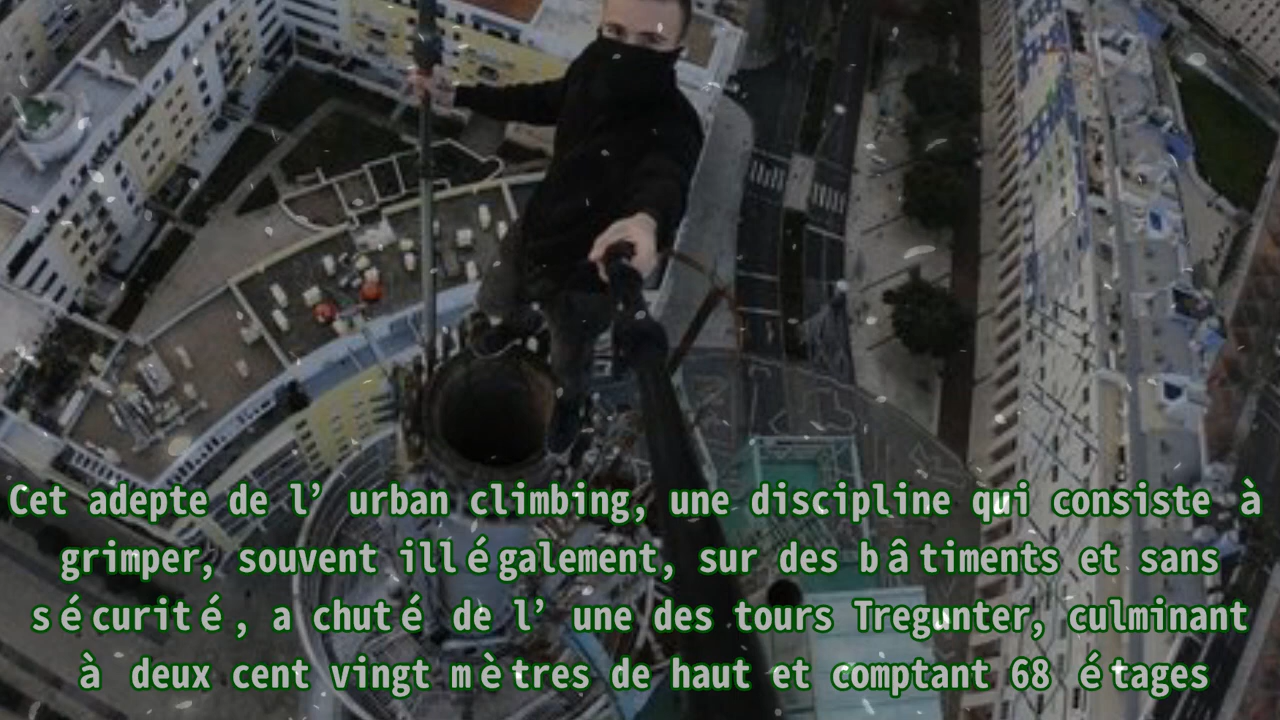 Cet adepte de l’ urban climbing, une discipline qui consiste à
grimper, souvent illégalement, sur des bâtiments et sans
sécurité, a chuté de l’ une des tours Tregunter, culminant
à deux cent vingt mètres de haut et comptant 68 étages